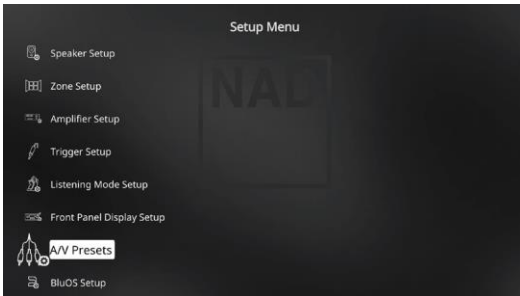 Setup Menu
Speaker Setup
Zone Setup
Amplifier Setup
Trigger Setup
Listening Mode Setup
Front Panel Display Setup
A/V Presets
BluOS Setup
NAD